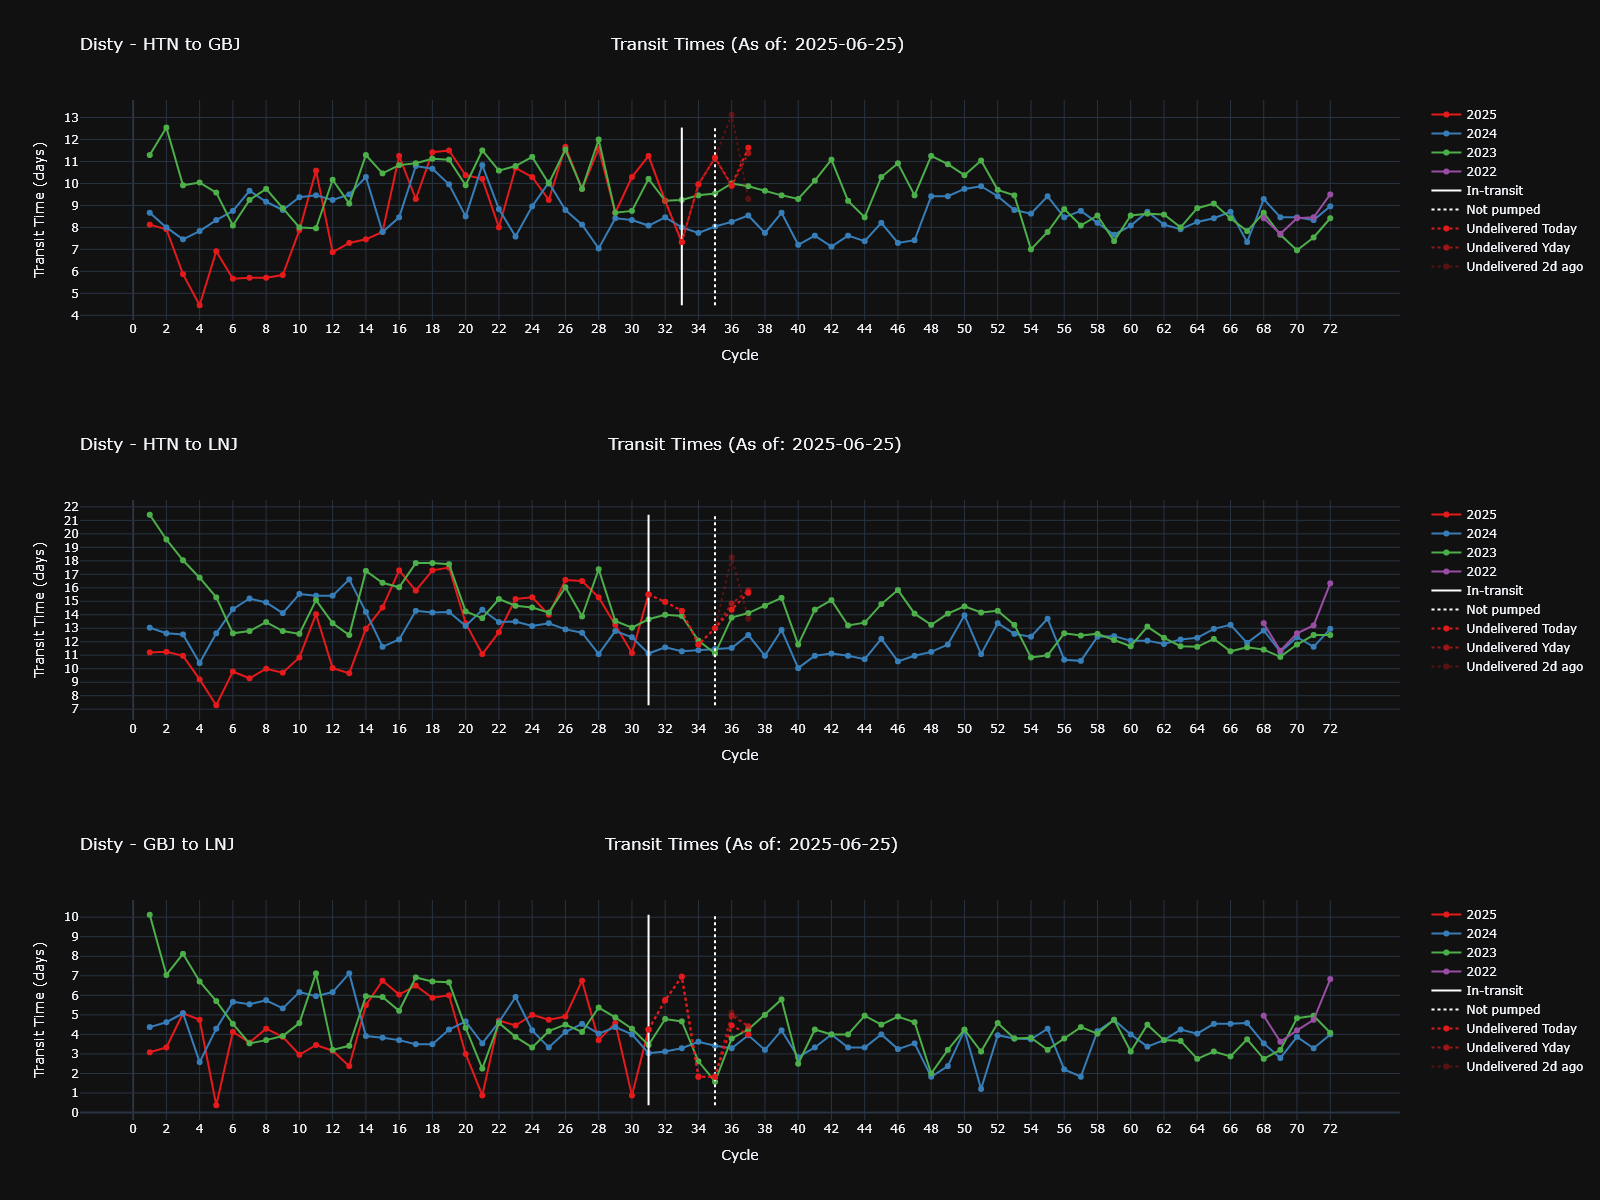 Disty - HTN to GBJ
Transit Times (As of: 2025-06-25)
Transit Time (days)
13
12
11
10
9
8
7
6
5
4
0 2 4 6 8 10 12 14 16 18 20 22 24 26 28 30 32 34 36 38 40 42 44 46 48 50 52 54 56 58 60 62 64 66 68 70 72
Cycle
2025
2024
2023
2022
In-transit
Not pumped
Undelivered Today
Undelivered Yday
Undelivered 2d ago
Disty - HTN to LNJ
Transit Times (As of: 2025-06-25)
Transit Time (days)
22
21
20
19
18
17
16
15
14
13
12
11
10
9
8
7
0 2 4 6 8 10 12 14 16 18 20 22 24 26 28 30 32 34 36 38 40 42 44 46 48 50 52 54 56 58 60 62 64 66 68 70 72
Cycle
2025
2024
2023
2022
In-transit
Not pumped
Undelivered Today
Undelivered Yday
Undelivered 2d ago
Disty - GBJ to LNJ
Transit Times (As of: 2025-06-25)
Transit Time (days)
10
9
8
7
6
5
4
3
2
1
0
0 2 4 6 8 10 12 14 16 18 20 22 24 26 28 30 32 34 36 38 40 42 44 46 48 50 52 54 56 58 60 62 64 66 68 70 72
Cycle
2025
2024
2023
2022
In-transit
Not pumped
Undelivered Today
Undelivered Yday
Undelivered 2d ago